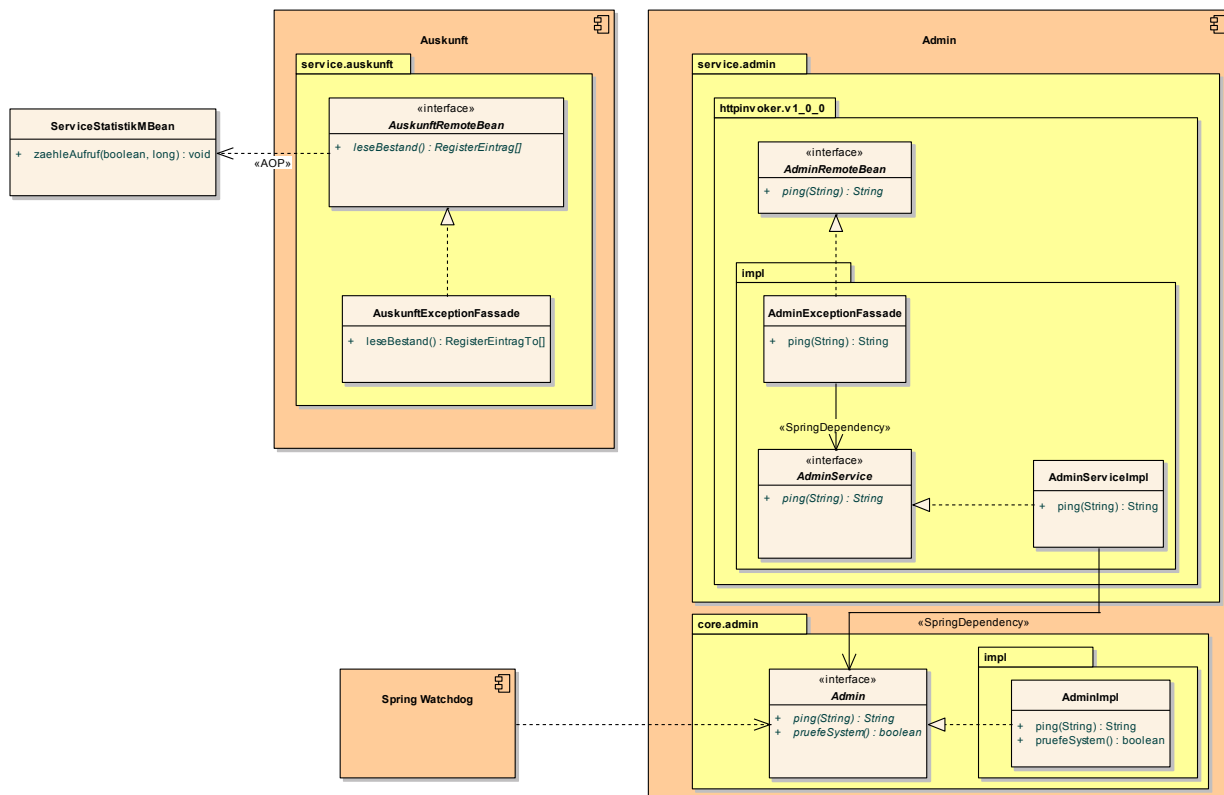 Auskunft
service.auskunft
«interface»
AuskunftRemoteBean
+ leseBestand() : RegisterEintrag[]
ServiceStatistikMBean
+ zaehleAufruf(boolean, long) : void
«AOP»
AuskunftExceptionFassade
+ leseBestand() : RegisterEintragTo[]
Admin
service.admin
httpinvoker.v1_0_0
«interface»
AdminRemoteBean
+ ping(String) : String
impl
AdminExceptionFassade
+ ping(String) : String
«SpringDependency»
«interface»
AdminService
+ ping(String) : String
AdminServiceImpl
+ ping(String) : String
«SpringDependency»
core.admin
«interface»
Admin
+ ping(String) : String
+ pruefeSystem() : boolean
impl
AdminImpl
+ ping(String) : String
+ pruefeSystem() : boolean
Spring Watchdog